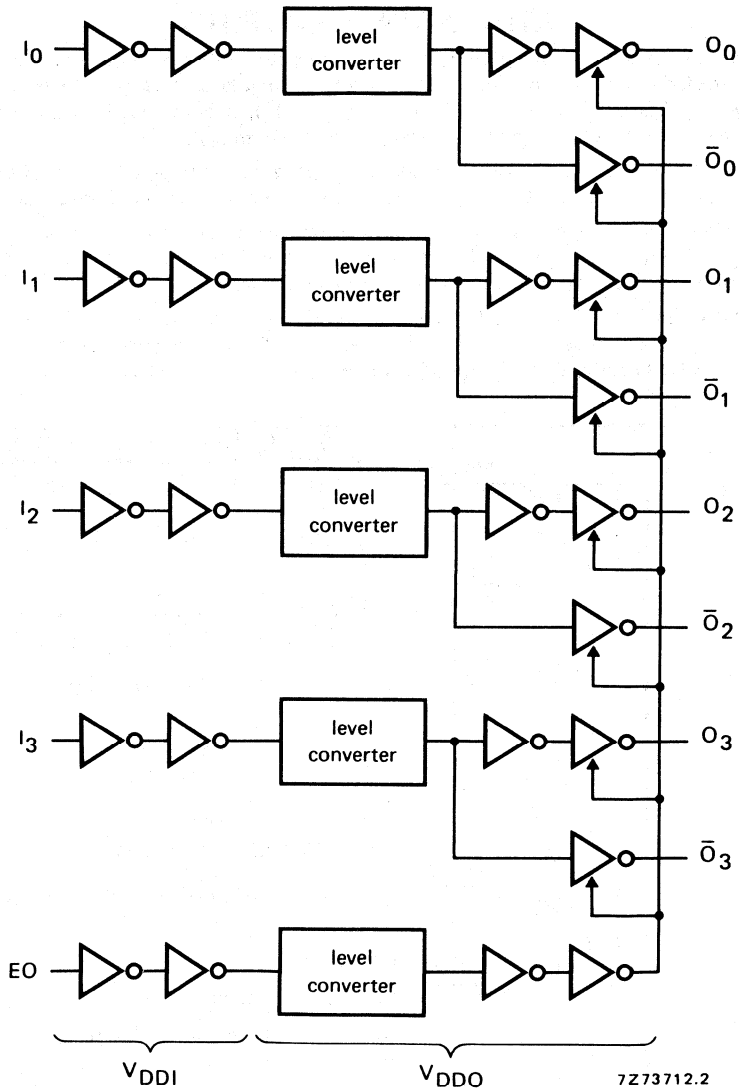 I0
level
converter
O0
Ō0
I1
level
converter
O1
Ō1
I2
level
converter
O2
Ō2
I3
level
converter
O3
Ō3
EO
level
converter
VDDI
VDDO
7Z73712.2